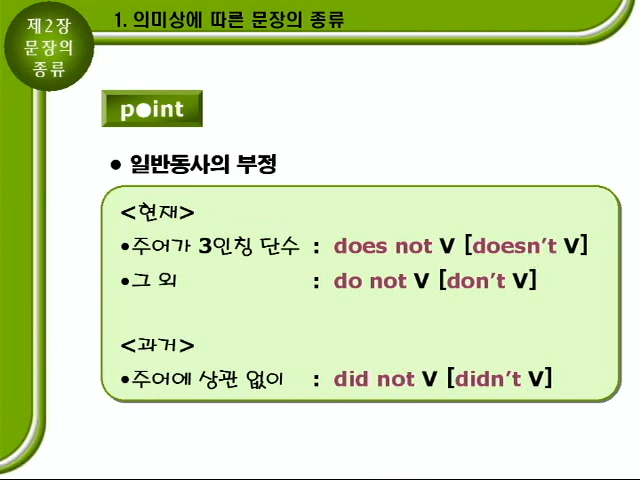 제2장
문장의
종류
1. 의미상에 따른 문장의 종류
point
● 일반동사의 부정
<현재>
●주어가 3인칭 단수 : does not V [doesn't V]
●그 외 : do not V [don't V]
<과거>
●주어에 상관 없이 : did not V [didn't V]